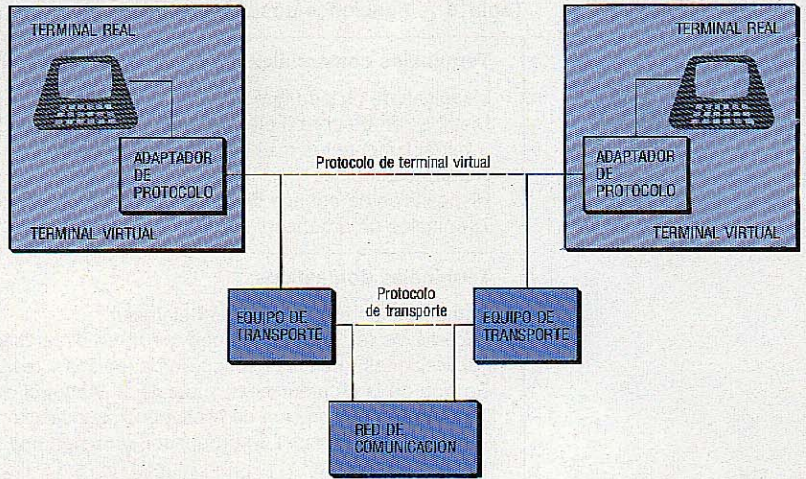 TERMINAL REAL
ADAPTADOR
DE
PROTOCOLO
TERMINAL VIRTUAL
Protocolo de terminal virtual
TERMINAL REAL
ADAPTADOR
DE
PROTOCOLO
TERMINAL VIRTUAL
EQUIPO DE
TRANSPORTE
Protocolo
de transporte
EQUIPO DE
TRANSPORTE
RED DE
COMUNICACION